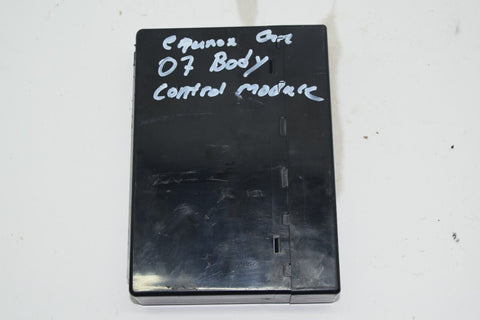 equnox
07 Body
Control Module